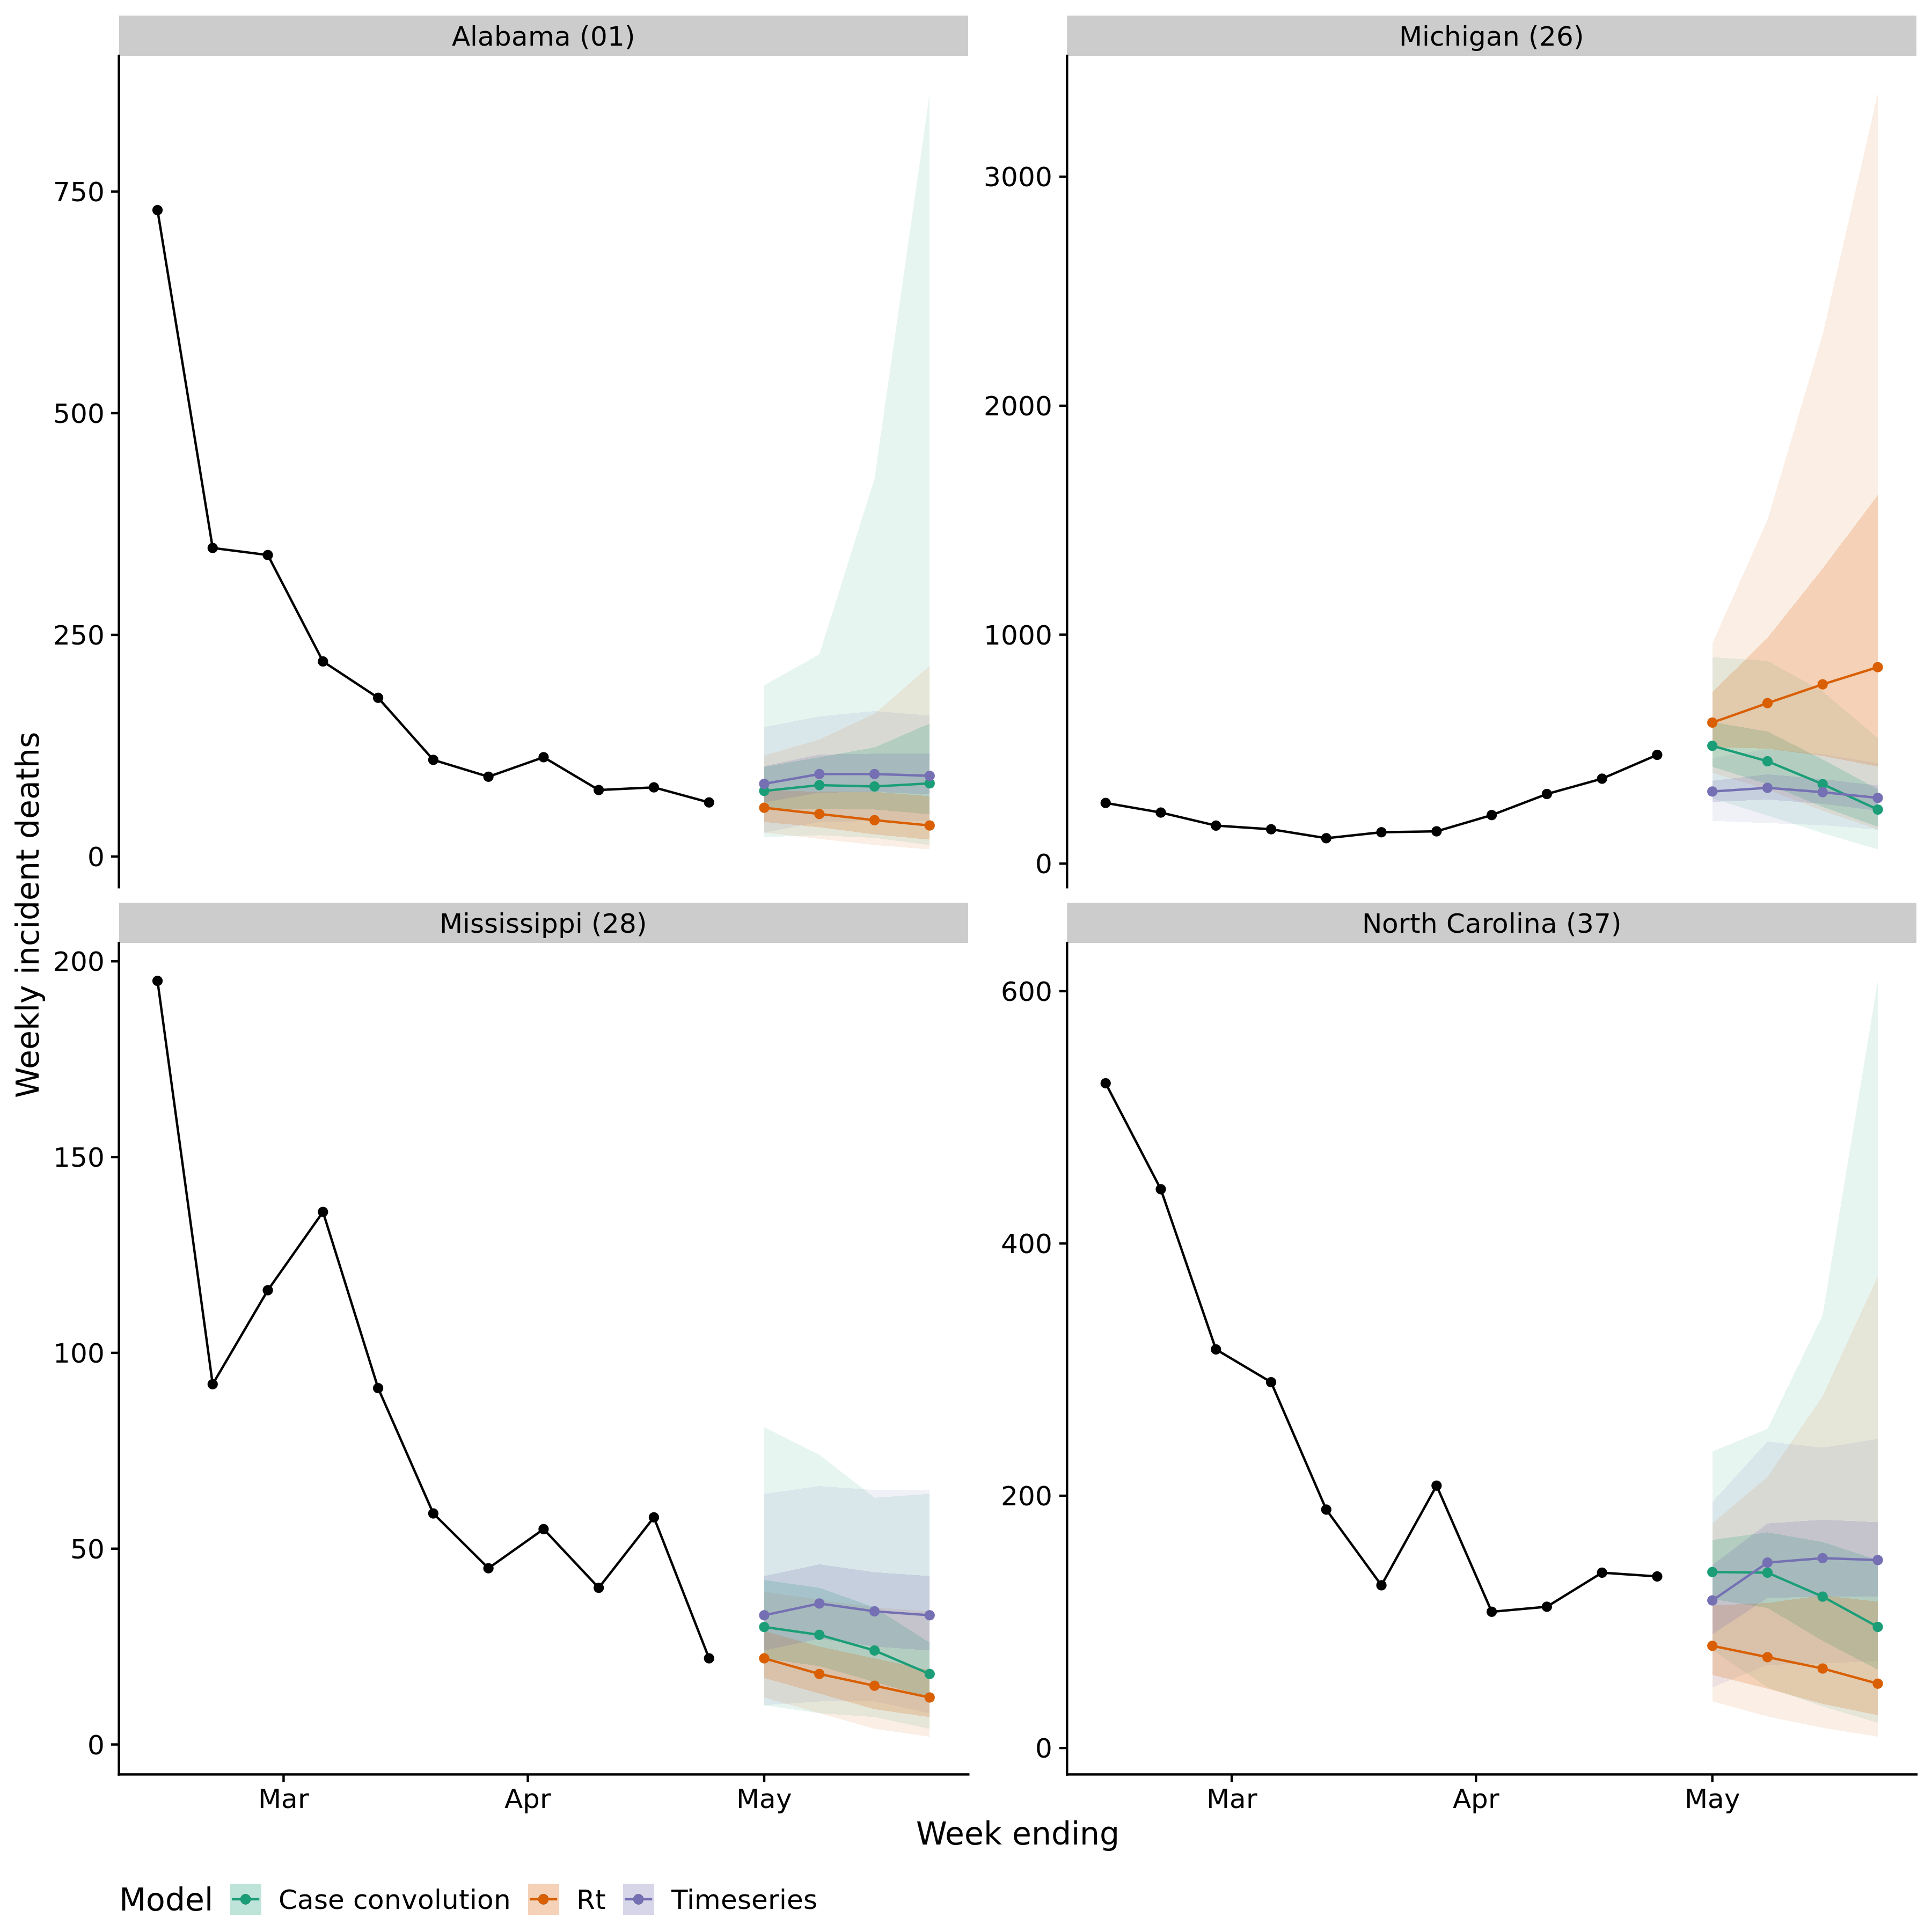 Alabama (01)
Michigan (26)
750
500
250
0
3000
2000
1000
0
Mississippi (28)
North Carolina (37)
200
150
100
50
0
600
400
200
0
Mar Apr May
Mar Apr May
Weekly incident deaths
Week ending
Model Case convolution Rt Timeseries